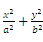 x²/a² + y²/b²